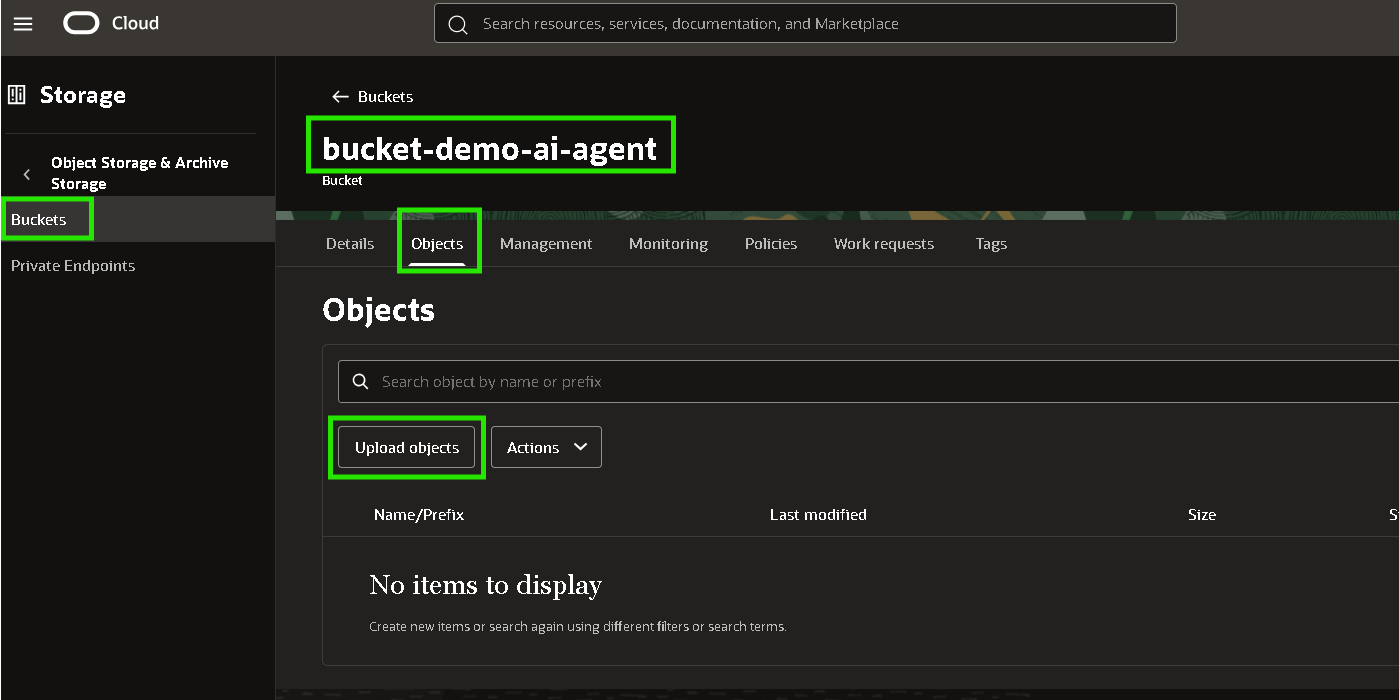 Cloud
Search resources, services, documentation, and Marketplace
Storage
Object Storage & Archive
Storage
Buckets
Private Endpoints
Buckets
bucket-demo-ai-agent
Bucket
Details Objects Management Monitoring Policies Work requests Tags
Objects
Search object by name or prefix
Upload objects Actions
Name/Prefix Last modified Size
No items to display
Create new items or search again using different filters or search terms.